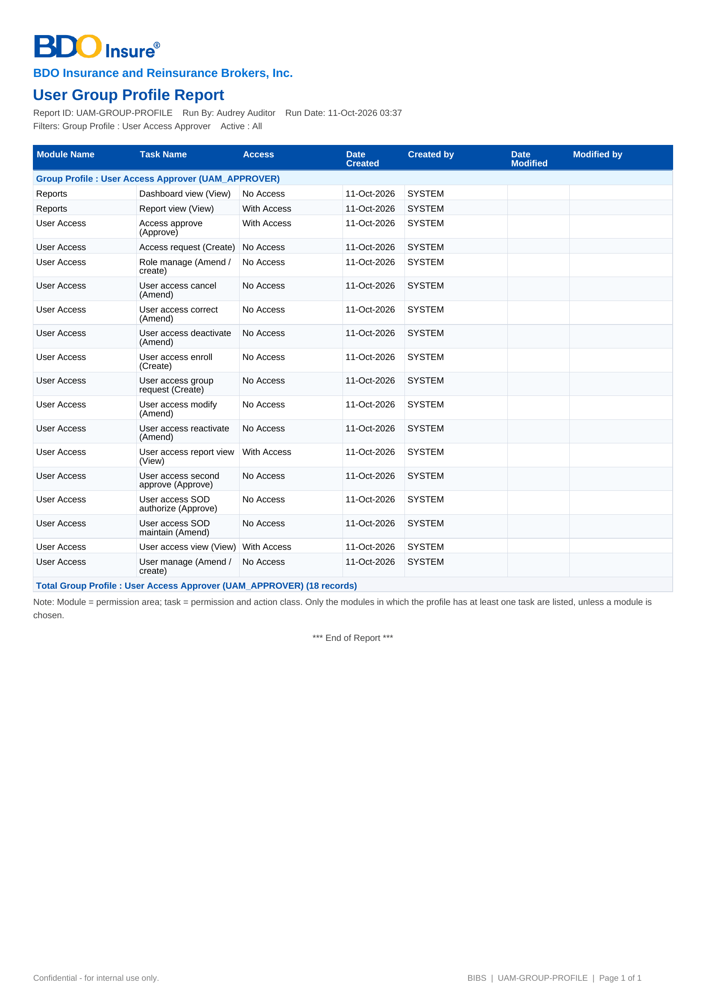 BDO Insure®
BDO Insurance and Reinsurance Brokers, Inc.
User Group Profile Report
Report ID: UAM-GROUP-PROFILE Run By: Audrey Auditor Run Date: 11-Oct-2026 03:37
Filters: Group Profile : User Access Approver Active : All
Module Name Task Name Access Date Created Created by Date Modified Modified by
Group Profile : User Access Approver (UAM_APPROVER)
Reports Dashboard view (View) No Access 11-Oct-2026 SYSTEM
Reports Report view (View) With Access 11-Oct-2026 SYSTEM
User Access Access approve (Approve) With Access 11-Oct-2026 SYSTEM
User Access Access request (Create) No Access 11-Oct-2026 SYSTEM
User Access Role manage (Amend / create) No Access 11-Oct-2026 SYSTEM
User Access User access cancel (Amend) No Access 11-Oct-2026 SYSTEM
User Access User access correct (Amend) No Access 11-Oct-2026 SYSTEM
User Access User access deactivate (Amend) No Access 11-Oct-2026 SYSTEM
User Access User access enroll (Create) No Access 11-Oct-2026 SYSTEM
User Access User access group request (Create) No Access 11-Oct-2026 SYSTEM
User Access User access modify (Amend) No Access 11-Oct-2026 SYSTEM
User Access User access reactivate (Amend) No Access 11-Oct-2026 SYSTEM
User Access User access report view (View) With Access 11-Oct-2026 SYSTEM
User Access User access second approve (Approve) No Access 11-Oct-2026 SYSTEM
User Access User access SOD authorize (Approve) No Access 11-Oct-2026 SYSTEM
User Access User access SOD maintain (Amend) No Access 11-Oct-2026 SYSTEM
User Access User access view (View) With Access 11-Oct-2026 SYSTEM
User Access User manage (Amend / create) No Access 11-Oct-2026 SYSTEM
Total Group Profile : User Access Approver (UAM_APPROVER) (18 records)
Note: Module = permission area; task = permission and action class. Only the modules in which the profile has at least one task are listed, unless a module is
chosen.
*** End of Report ***
Confidential - for internal use only. BIBS | UAM-GROUP-PROFILE | Page 1 of 1